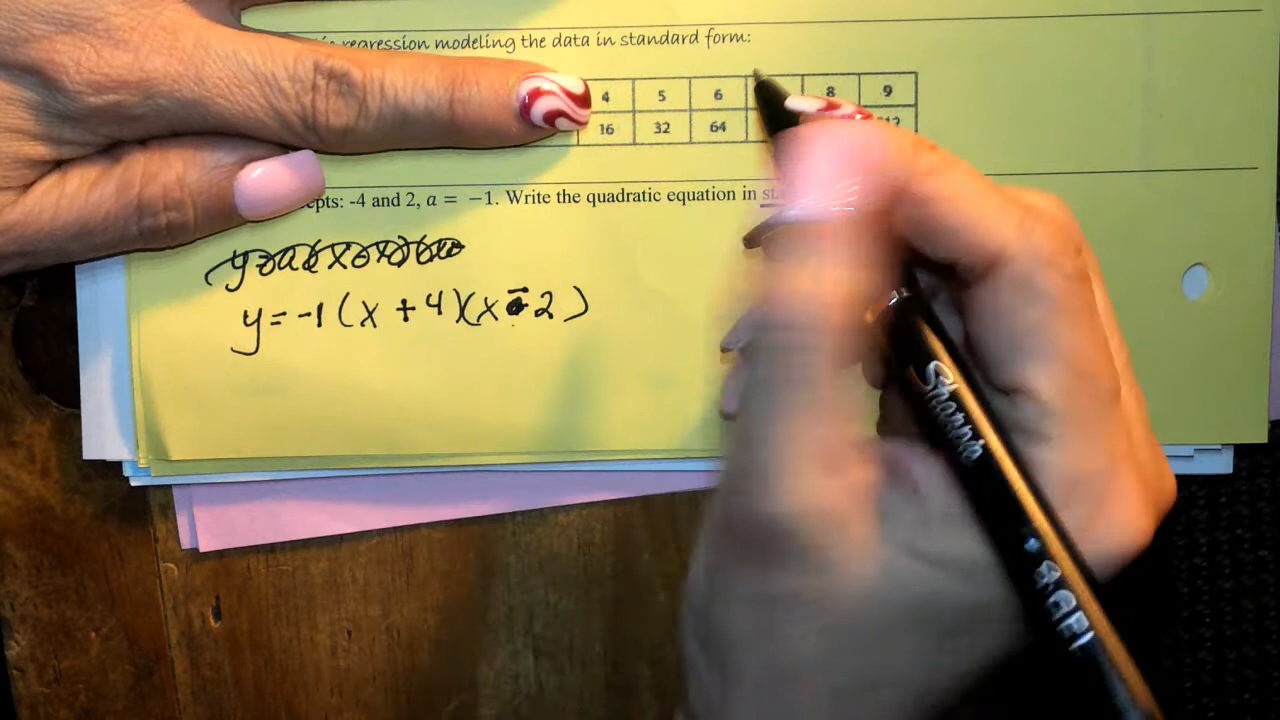 regression modeling the data in standard form:
4 5 6 8 9
16 32 64
-4 and 2, a = -1. Write the quadratic equation in
y = -1 (x + 4)(x - 2)
Sharpie